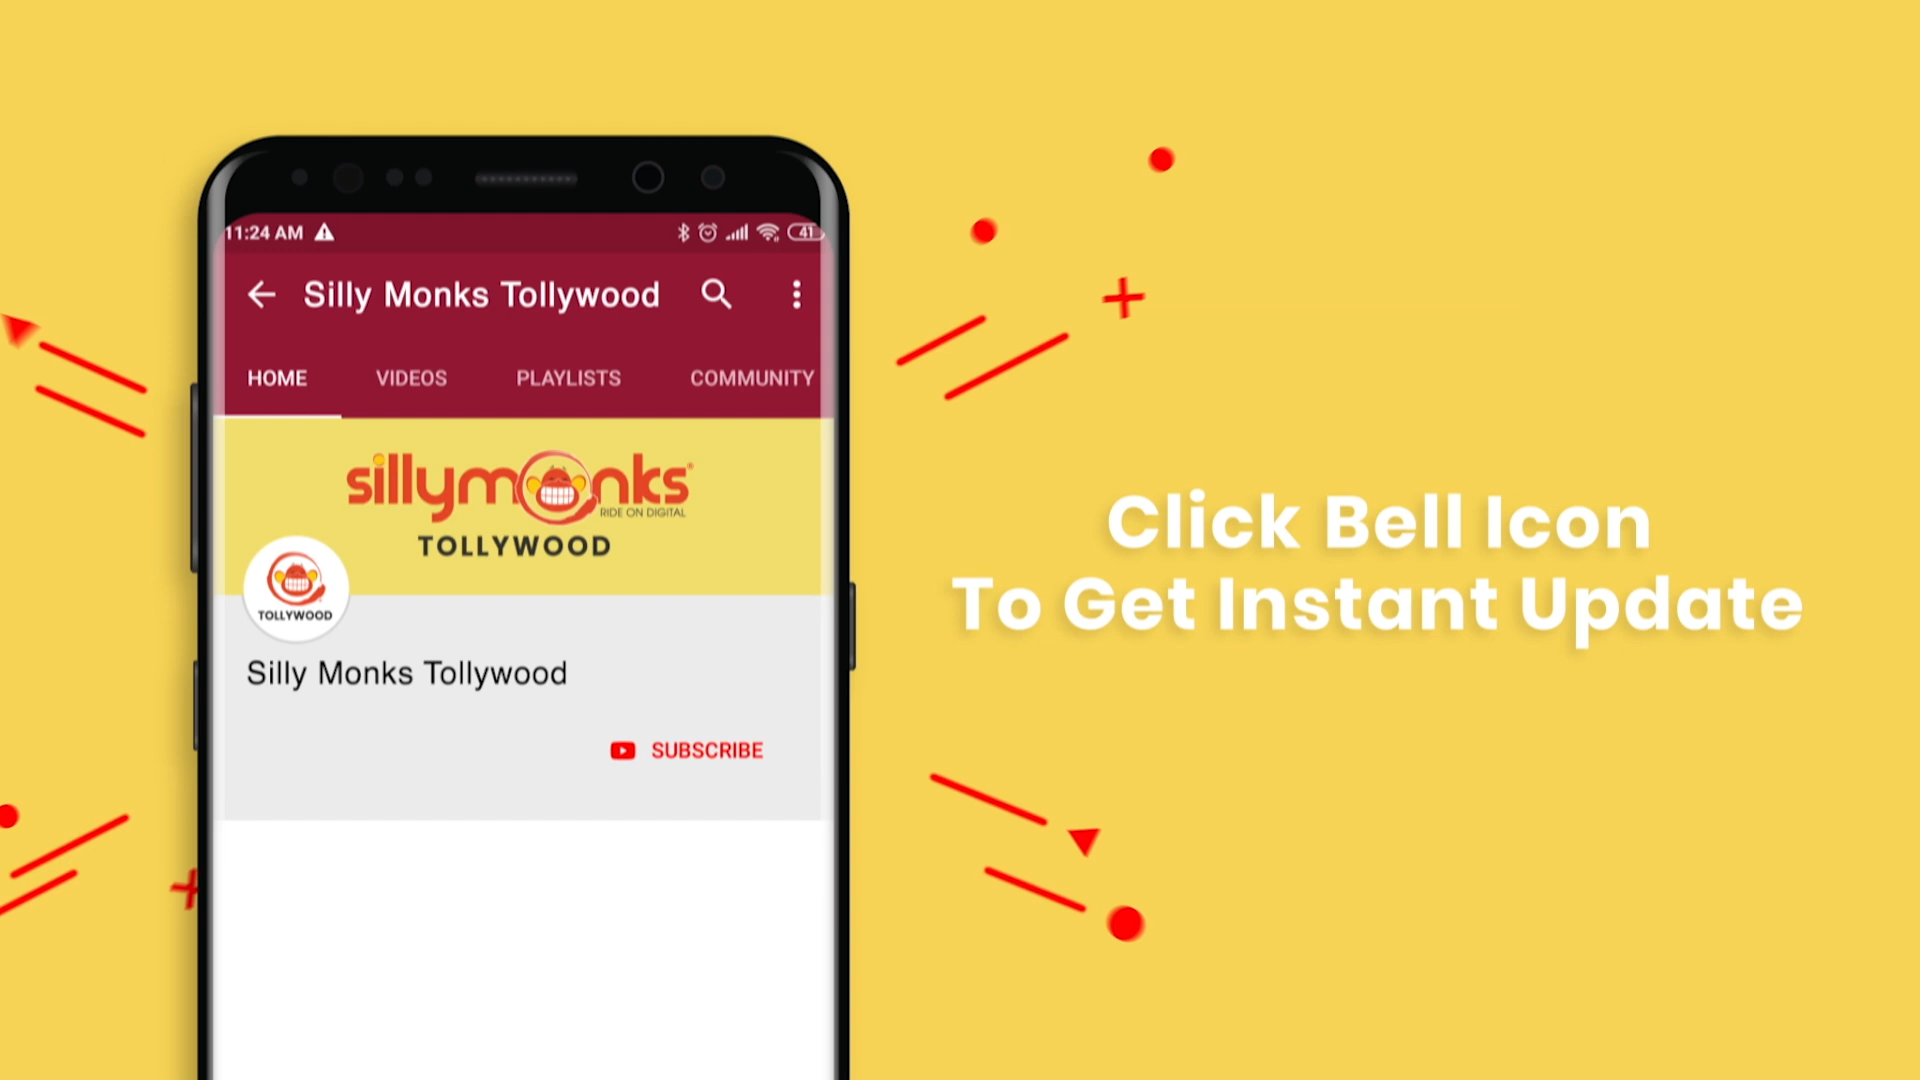 11:24 AM
41
Silly Monks Tollywood
HOME VIDEOS PLAYLISTS COMMUNITY
sillymonks
RIDE ON DIGITAL
TOLLYWOOD
TOLLYWOOD
Silly Monks Tollywood
SUBSCRIBE
Click Bell Icon
To Get Instant Update